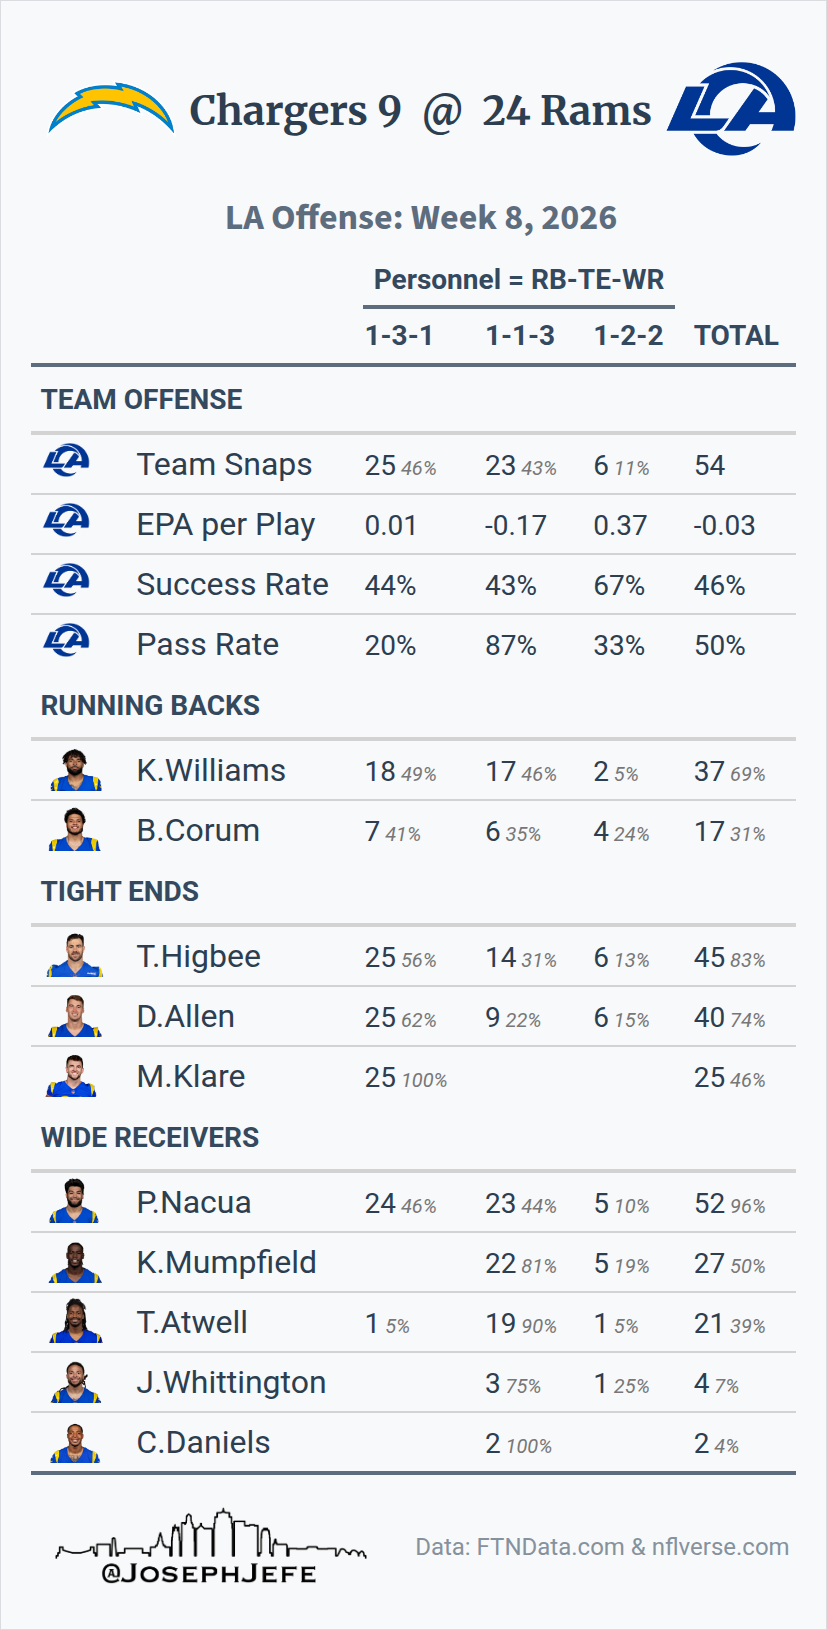 Chargers 9 @ 24 Rams
LA Offense: Week 8, 2026
Personnel = RB-TE-WR
1-3-1 1-1-3 1-2-2 TOTAL
TEAM OFFENSE
Team Snaps 25 46% 23 43% 6 11% 54
EPA per Play 0.01 -0.17 0.37 -0.03
Success Rate 44% 43% 67% 46%
Pass Rate 20% 87% 33% 50%
RUNNING BACKS
K.Williams 18 49% 17 46% 2 5% 37 69%
B.Corum 7 41% 6 35% 4 24% 17 31%
TIGHT ENDS
T.Higbee 25 56% 14 31% 6 13% 45 83%
D.Allen 25 62% 9 22% 6 15% 40 74%
M.Klare 25 100% 25 46%
WIDE RECEIVERS
P.Nacua 24 46% 23 44% 5 10% 52 96%
K.Mumpfield 22 81% 5 19% 27 50%
T.Atwell 1 5% 19 90% 1 5% 21 39%
J.Whittington 3 75% 1 25% 4 7%
C.Daniels 2 100% 2 4%
@JosephJefe
Data: FTNData.com & nflverse.com